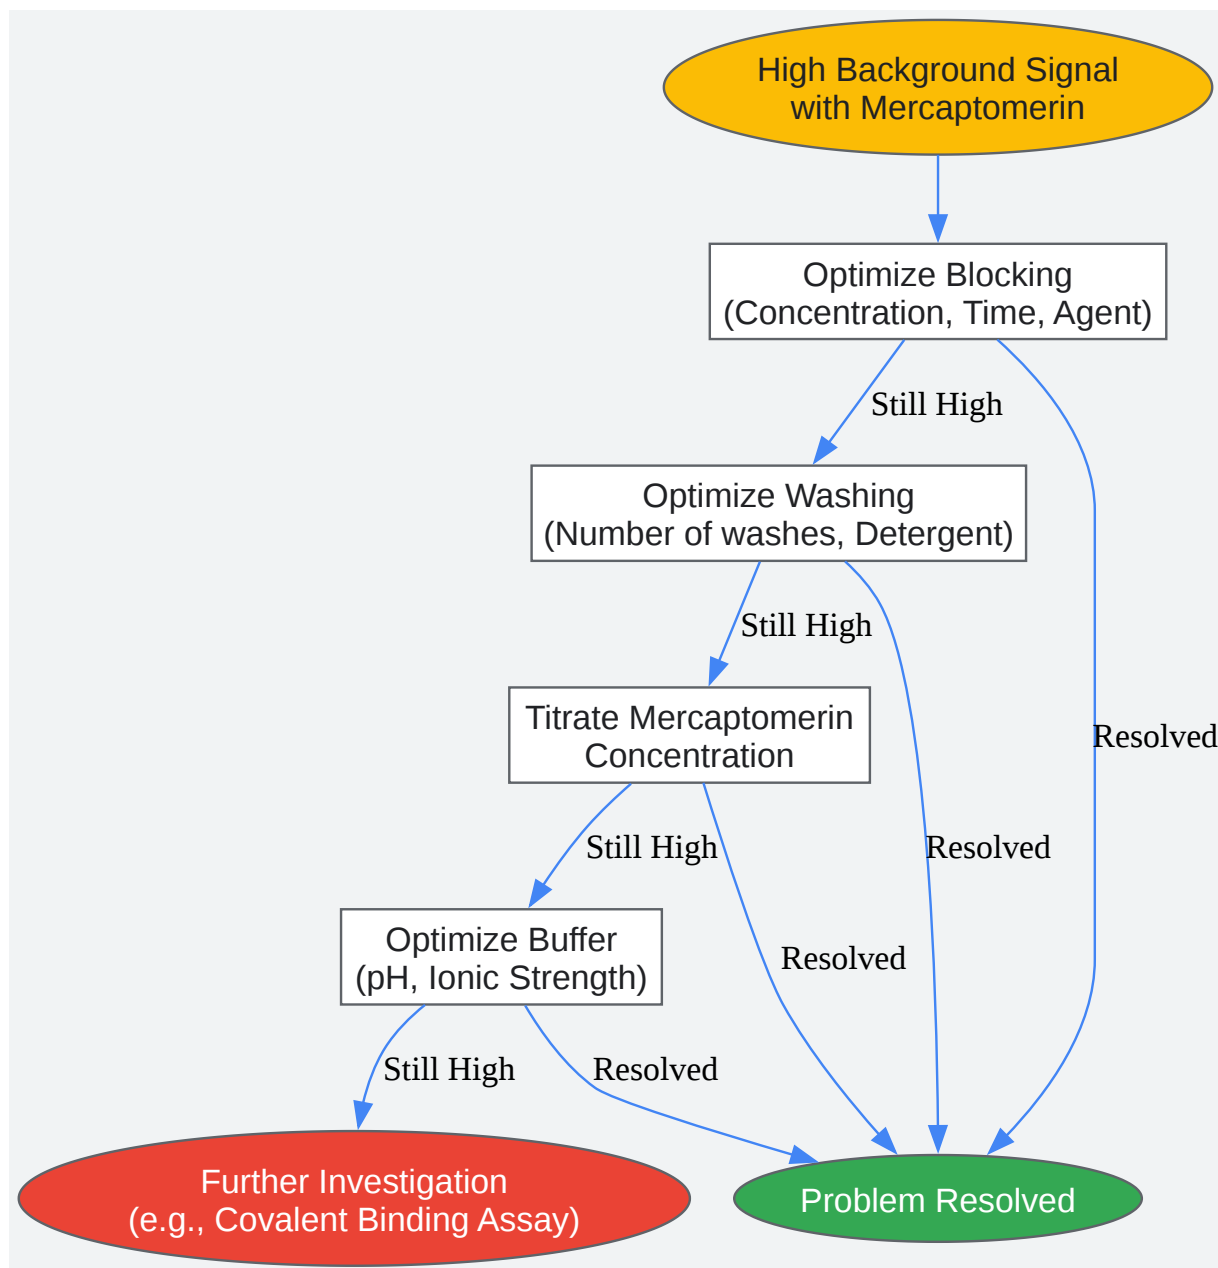 High Background Signal
with Mercaptomerin
Optimize Blocking
(Concentration, Time, Agent)
Still High
Optimize Washing
(Number of washes, Detergent)
Still High
Titrate Mercaptomerin
Concentration
Resolved
Still High
Resolved
Optimize Buffer
(pH, Ionic Strength)
Resolved
Still High
Resolved
Further Investigation
(e.g., Covalent Binding Assay)
Problem Resolved